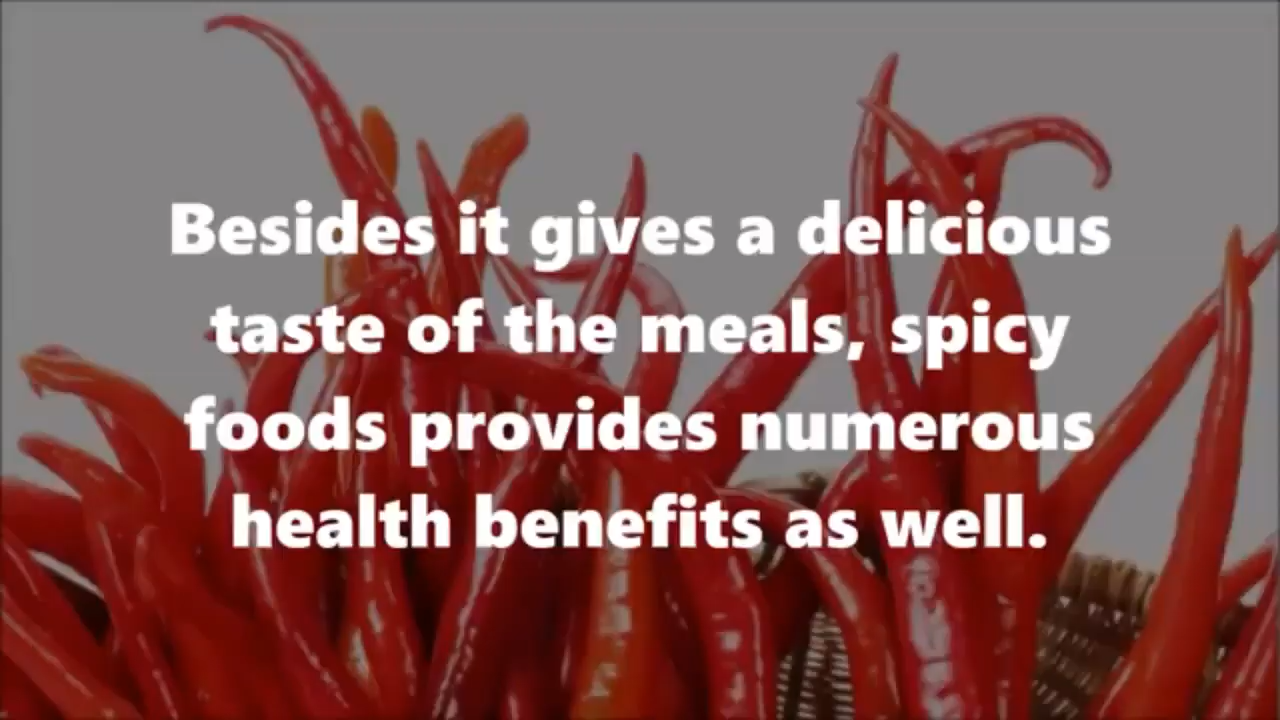 Besides it gives a delicious
taste of the meals, spicy
foods provides numerous
health benefits as well.